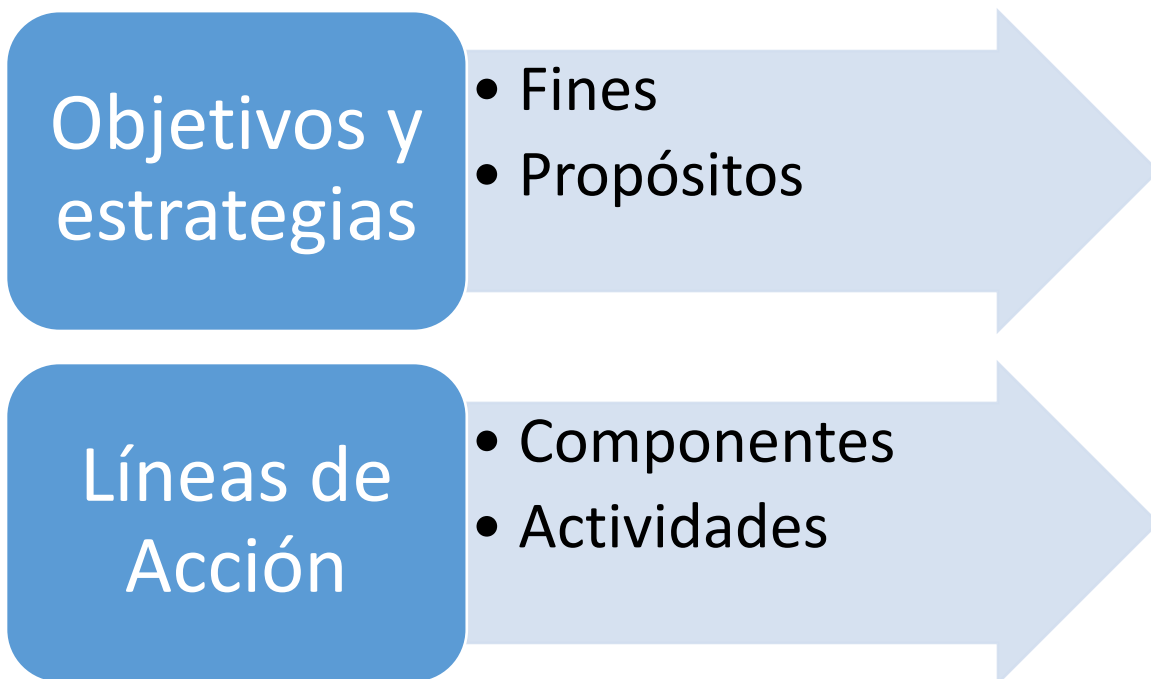 Objetivos y
estrategias
• Fines
• Propósitos
Líneas de
Acción
• Componentes
• Actividades